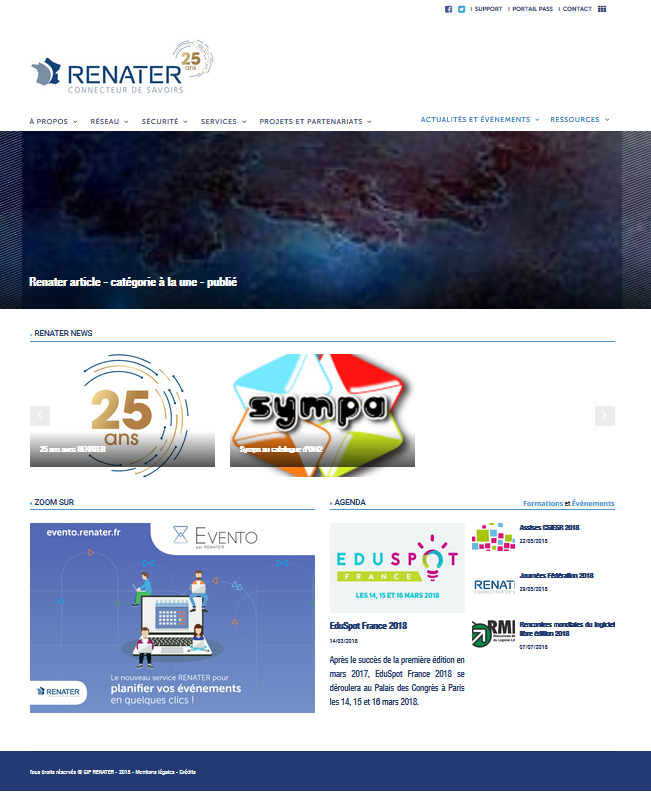 SUPPORT
PORTAIL PASS
CONTACT
25
ans
RENATER
CONNECTEUR DE SAVOIRS
À PROPOS
RÉSEAU
SÉCURITÉ
SERVICES
PROJETS ET PARTENARIATS
ACTUALITÉS ET ÉVÉNEMENTS
RESSOURCES
Renater article - catégorie à la une - publié
RENATER NEWS
25
ans
25 ans avec RENATER
sympa
Sympa au catalogue d'OW2
ZOOM SUR
evento.renater.fr
EVENTO
par RENATER
RENATER
Le nouveau service RENATER pour
planifier vos événements
en quelques clics !
AGENDA
Formations et Événements
EDUSPOT
FRANCE
LES 14, 15 ET 16 MARS 2018
EduSpot France 2018
14/03/2018
Après le succès de la première édition en
mars 2017, EduSpot France 2018 se
déroulera au Palais des Congrès à Paris
les 14, 15 et 16 mars 2018.
Assises CSIESR 2018
22/05/2018
RENAT
Journées Fédération 2018
29/05/2018
RMI
Rencontres mondiales du logiciel
libre édition 2018
07/07/2018
Tous droits réservés © GIP RENATER - 2018 - Mentions légales - Crédits